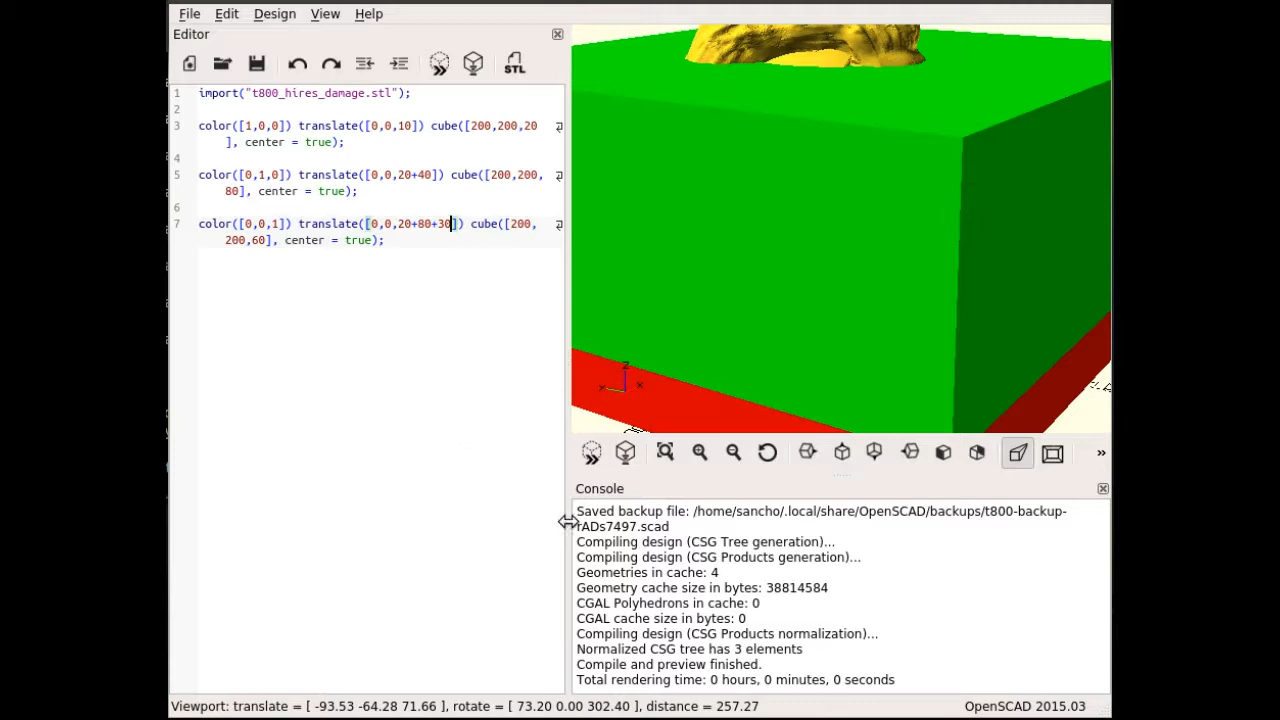 File Edit Design View Help
Editor
STL
1 import("t800_hires_damage.stl");
2
3 color([1,0,0]) translate([0,0,10]) cube([200,200,20
], center = true);
4
5 color([0,1,0]) translate([0,0,20+40]) cube([200,200,
80], center = true);
6
7 color([0,0,1]) translate([0,0,20+80+30]) cube([200,
200,60], center = true);
Z
X
»
Console
Saved backup file: /home/sancho/.local/share/OpenSCAD/backups/t800-backup-
rADs7497.scad
Compiling design (CSG Tree generation)...
Compiling design (CSG Products generation)...
Geometries in cache: 4
Geometry cache size in bytes: 38814584
CGAL Polyhedrons in cache: 0
CGAL cache size in bytes: 0
Compiling design (CSG Products normalization)...
Normalized CSG tree has 3 elements
Compile and preview finished.
Total rendering time: 0 hours, 0 minutes, 0 seconds
Viewport: translate = [ -93.53 -64.28 71.66 ], rotate = [ 73.20 0.00 302.40 ], distance = 257.27
OpenSCAD 2015.03